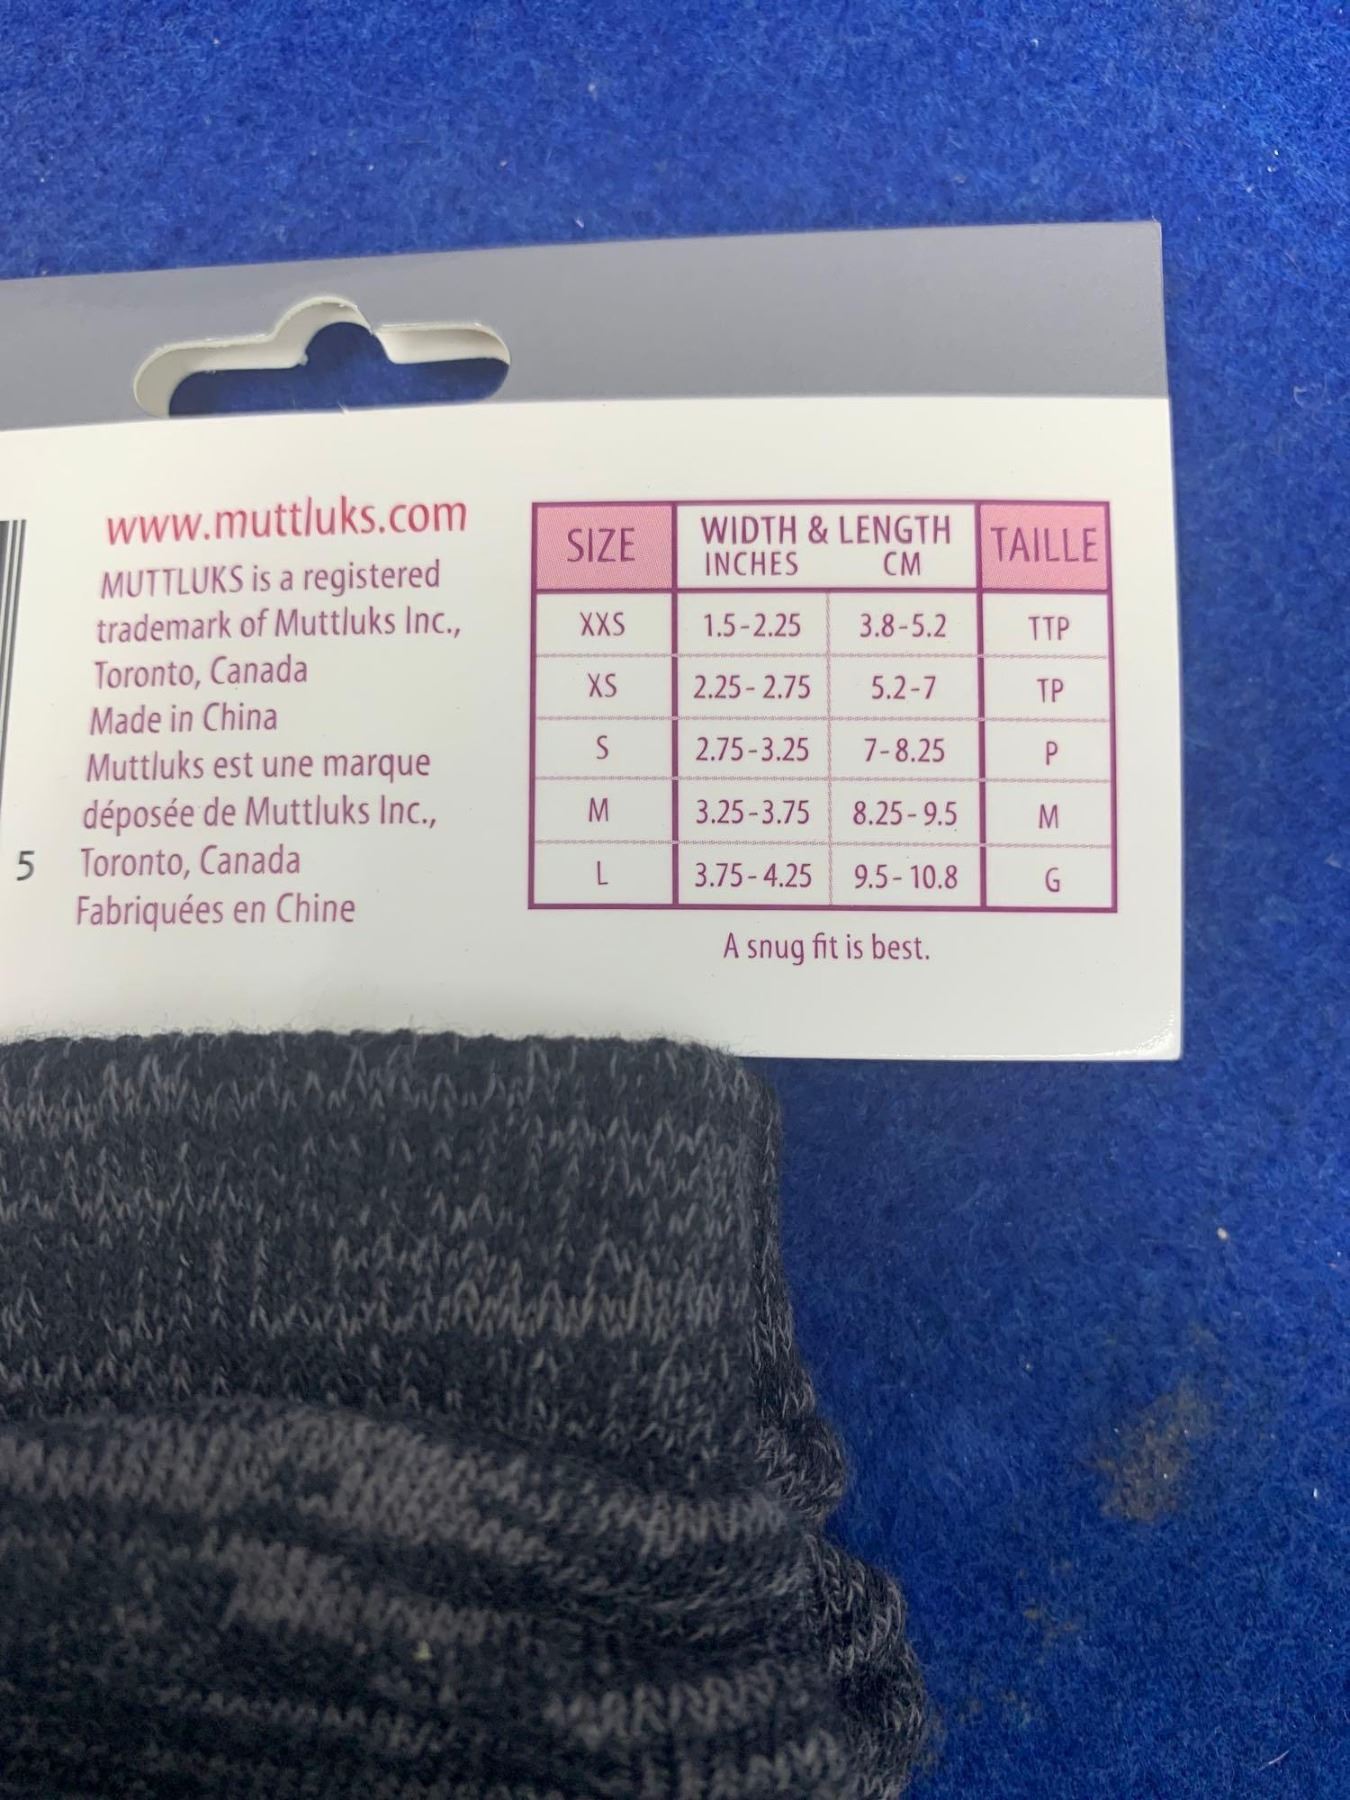 www.muttluks.com
MUTTLUKS is a registered
trademark of Muttluks Inc.,
Toronto, Canada
Made in China
Muttluks est une marque
déposée de Muttluks Inc.,
Toronto, Canada
Fabriquées en Chine
5
SIZE WIDTH & LENGTH TAILLE
INCHES CM
XXS 1.5-2.25 3.8-5.2 TTP
XS 2.25-2.75 5.2-7 TP
S 2.75-3.25 7-8.25 P
M 3.25-3.75 8.25-9.5 M
L 3.75-4.25 9.5-10.8 G
A snug fit is best.